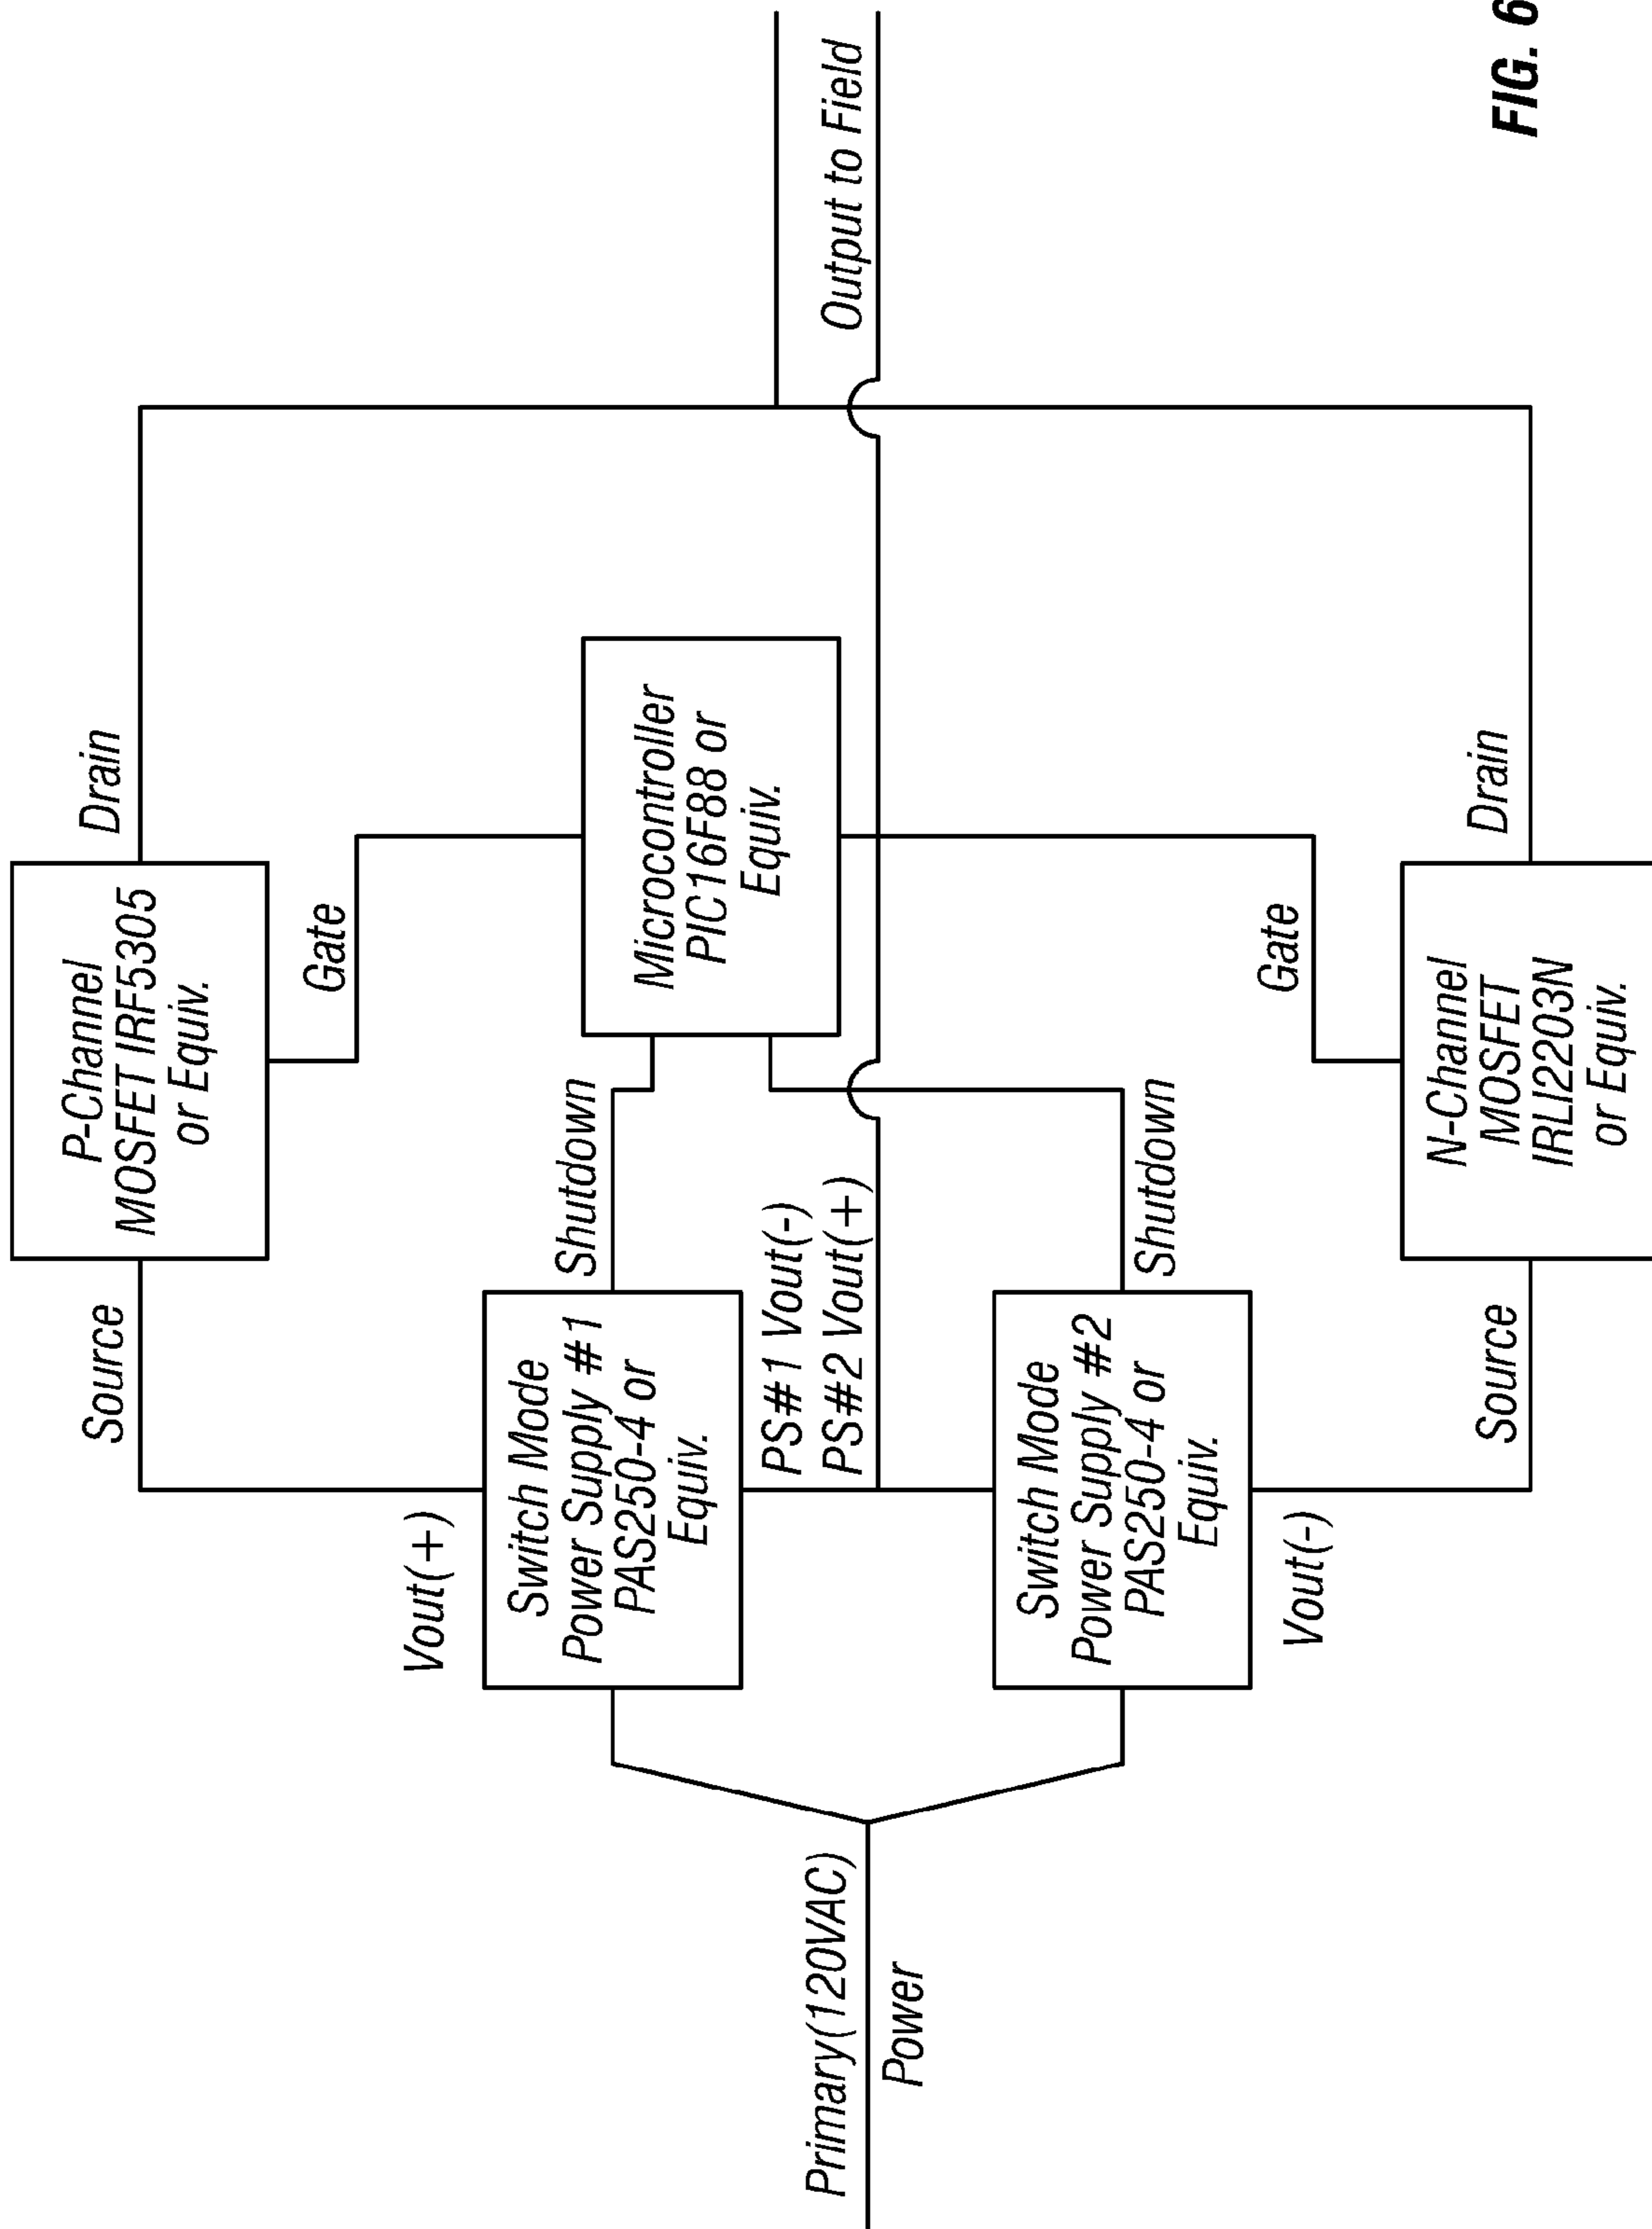 P-Channel
MOSFET IRF5305
or Equiv.
Source
Drain
Gate
Vout(+)
Switch Mode
Power Supply #1
PAS250-4 or
Equiv.
Shutdown
Microcontroller
PIC16F88 or
Equiv.
PS#1 Vout(-)
PS#2 Vout(+)
Primary(120VAC)
Power
Output to Field
Switch Mode
Power Supply #2
PAS250-4 or
Equiv.
Shutdown
Vout(-)
Gate
Source
Drain
N-Channel
MOSFET
IRLI2203N
or Equiv.
FIG. 6